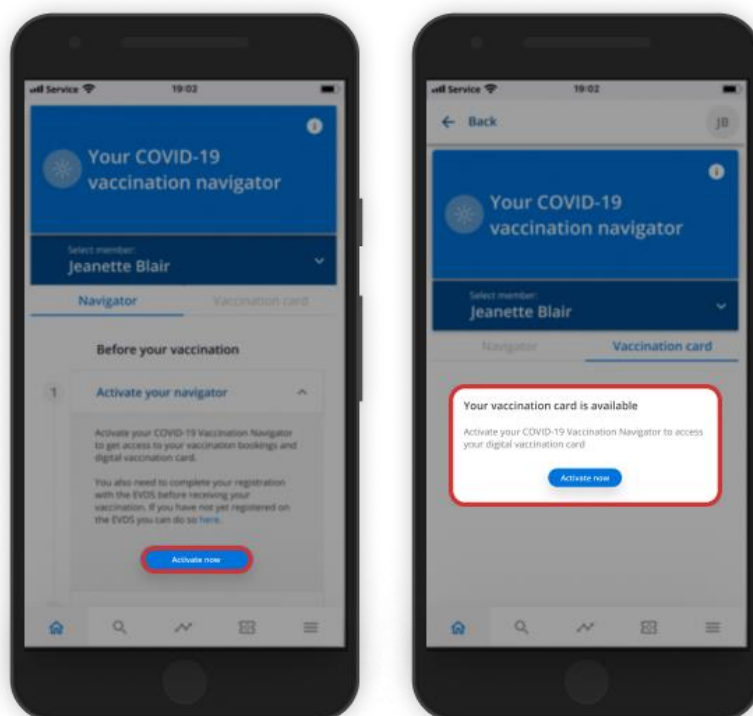 Service
19:02
Your COVID-19
vaccination navigator
Select member:
Jeanette Blair
Navigator
Vaccination card
Before your vaccination
1
Activate your navigator
Activate your COVID-19 Vaccination Navigator
to get access to your vaccination bookings and
digital vaccination card.
You also need to complete your registration
with the EVDS before receiving your
vaccination. If you have not yet registered on
the EVDS you can do so here.
Activate now
Service
19:02
Back
JB
Your COVID-19
vaccination navigator
Select member:
Jeanette Blair
Navigator
Vaccination card
Your vaccination card is available
Activate your COVID-19 Vaccination Navigator to access
your digital vaccination card
Activate now